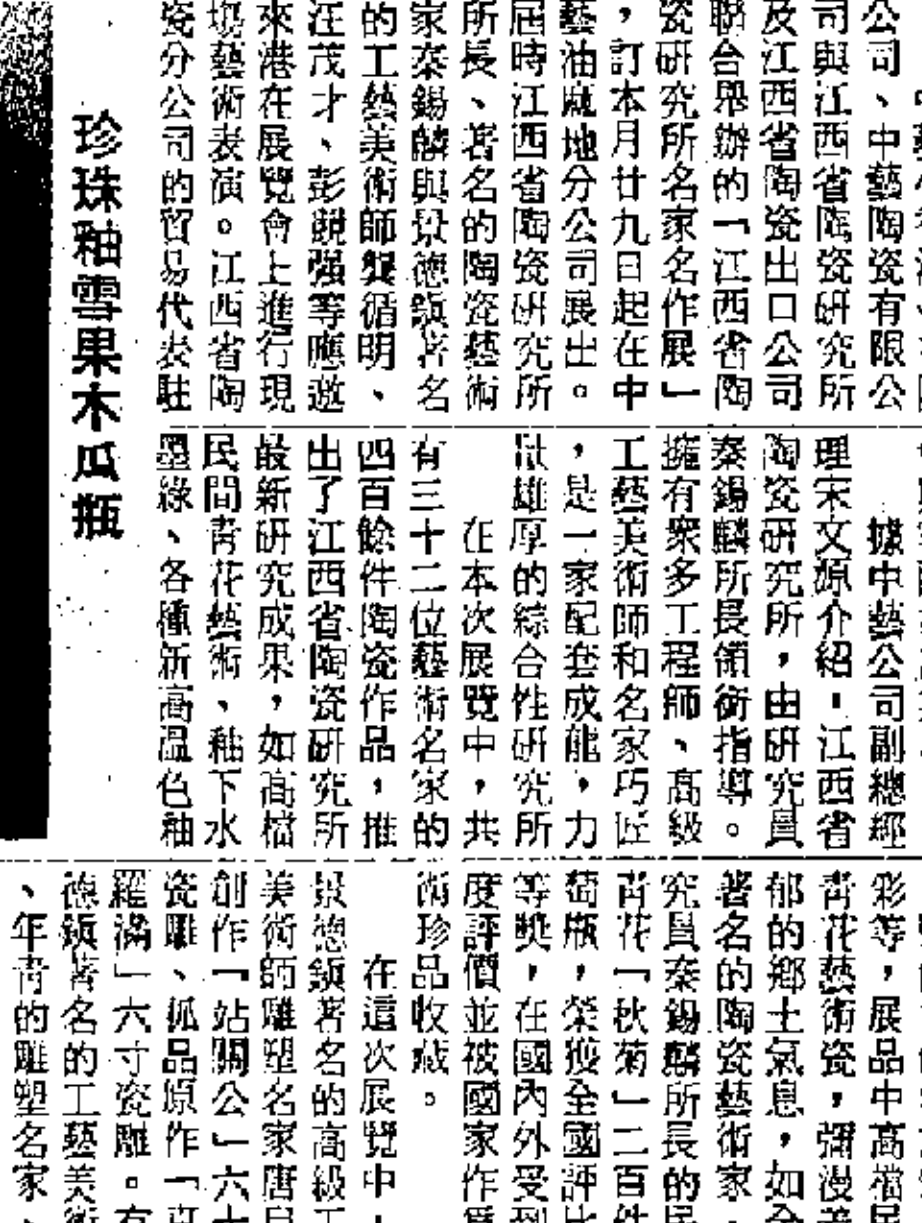 公司、中藝陶瓷有限公
司與江西省陶瓷研究所
及江西省陶瓷出口公司
聯合舉辦的「江西省陶
瓷研究所名家名作展」
，訂本月廿九日起在中
藝油麻地分公司展出。
屆時江西省陶瓷研究所
所長、著名的陶瓷藝術
家秦錫麟與景德鎮著名
的工藝美術師龔循明、
汪茂才、彭競强等應邀
來港在展覽會上進行現
場藝術表演。江西省陶
瓷分公司的貿易代表駐
珍珠釉雪果木瓜瓶
據中藝公司副總經
理宋文源介紹，江西省
陶瓷研究所，由研究員
秦錫麟所長領銜指導。
擁有衆多工程師、高級
工藝美術師和名家巧匠
，是一家配套成龍，力
量雄厚的綜合性研究所
在本次展覽中，共
有三十二位藝術名家的
四百餘件陶瓷作品，推
出了江西省陶瓷研究所
最新研究成果，如高檔
民間青花藝術、釉下水
墨綠、各種新高溫色釉
彩等，展品中高檔民
青花藝術瓷，彌漫着
郁的鄉土氣息，如全
著名的陶瓷藝術家、
究員秦錫麟所長的民
青花「秋菊」二百件
萄瓶，榮獲全國評比
等獎，在國內外受到
度評價並被國家作爲
術珍品收藏。
在這次展覽中，
景德鎮著名的高級工
美術師雕塑名家唐自
創作「站關公」六十
瓷雕、孤品原作「
羅漢」六寸瓷雕。有
德鎮著名的工藝美術
、年青的雕塑名家、